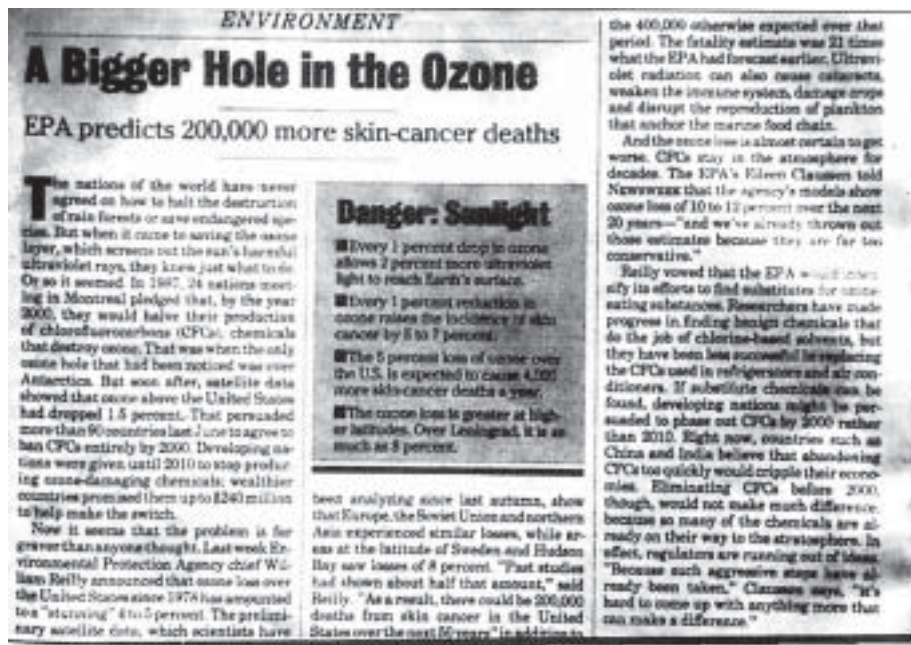 ENVIRONMENT
A Bigger Hole in the Ozone
EPA predicts 200,000 more skin-cancer deaths
The nations of the world have never
agreed on how to halt the destruction
of rain forests or save endangered spe-
cies. But when it came to saving the ozone
layer, which screens out the sun's harmful
ultraviolet rays, they knew just what to do.
Or so it seemed. In 1987, 24 nations meet-
ing in Montreal pledged that, by the year
2000, they would halve their production
of chlorofluorocarbons (CFCs), chemicals
that destroy ozone. That was when the only
ozone hole that had been noticed was over
Antarctica. But soon after, satellite data
showed that ozone above the United States
had dropped 1.5 percent. That persuaded
more than 90 countries last June to agree to
ban CFCs entirely by 2000. Developing na-
tions were given until 2010 to stop produc-
ing ozone-damaging chemicals; wealthier
countries promised them up to $240 million
to help make the switch.
Now it seems that the problem is far
graver than anyone thought. Last week En-
vironmental Protection Agency chief Wil-
liam Reilly announced that ozone loss over
the United States since 1978 has amounted
to a "stunning" 4 to 5 percent. The prelimi-
nary satellite data, which scientists have
Danger: Sunlight
Every 1 percent drop in ozone
allows 2 percent more ultraviolet
light to reach Earth's surface.
Every 1 percent reduction in
ozone raises the incidence of skin
cancer by 5 to 7 percent.
The 5 percent loss of ozone over
the U.S. is expected to cause 4,000
more skin-cancer deaths a year.
The ozone loss is greater at high-
er latitudes. Over Leningrad, it is as
much as 8 percent.
been analyzing since last autumn, show
that Europe, the Soviet Union and northern
Asia experienced similar losses, while ar-
eas at the latitude of Sweden and Hudson
Bay saw losses of 8 percent. "Past studies
had shown about half that amount," said
Reilly. "As a result, there could be 200,000
deaths from skin cancer in the United
States over the next 50 years" in addition to
the 400,000 otherwise expected over that
period. The fatality estimate was 21 times
what the EPA had forecast earlier. Ultravi-
olet radiation can also cause cataracts,
weaken the immune system, damage crops
and disrupt the reproduction of plankton
that anchor the marine food chain.
And the ozone loss is almost certain to get
worse. CFCs stay in the atmosphere for
decades. The EPA's Eileen Claussen told
NEWSWEEK that the agency's models show
ozone loss of 10 to 12 percent over the next
20 years—"and we've already thrown out
those estimates because they are far too
conservative."
Reilly vowed that the EPA would inten-
sify its efforts to find substitutes for ozone-
eating substances. Researchers have made
progress in finding benign chemicals that
do the job of chlorine-based solvents, but
they have been less successful in replacing
the CFCs used in refrigerators and air con-
ditioners. If substitute chemicals can be
found, developing nations might be per-
suaded to phase out CFCs by 2000 rather
than 2010. Right now, countries such as
China and India believe that abandoning
CFCs too quickly would cripple their econo-
mies. Eliminating CFCs before 2000,
though, would not make much difference,
because so many of the chemicals are al-
ready on their way to the stratosphere. In
effect, regulators are running out of ideas.
"Because such aggressive steps have al-
ready been taken," Claussen says, "it's
hard to come up with anything more that
can make a difference."